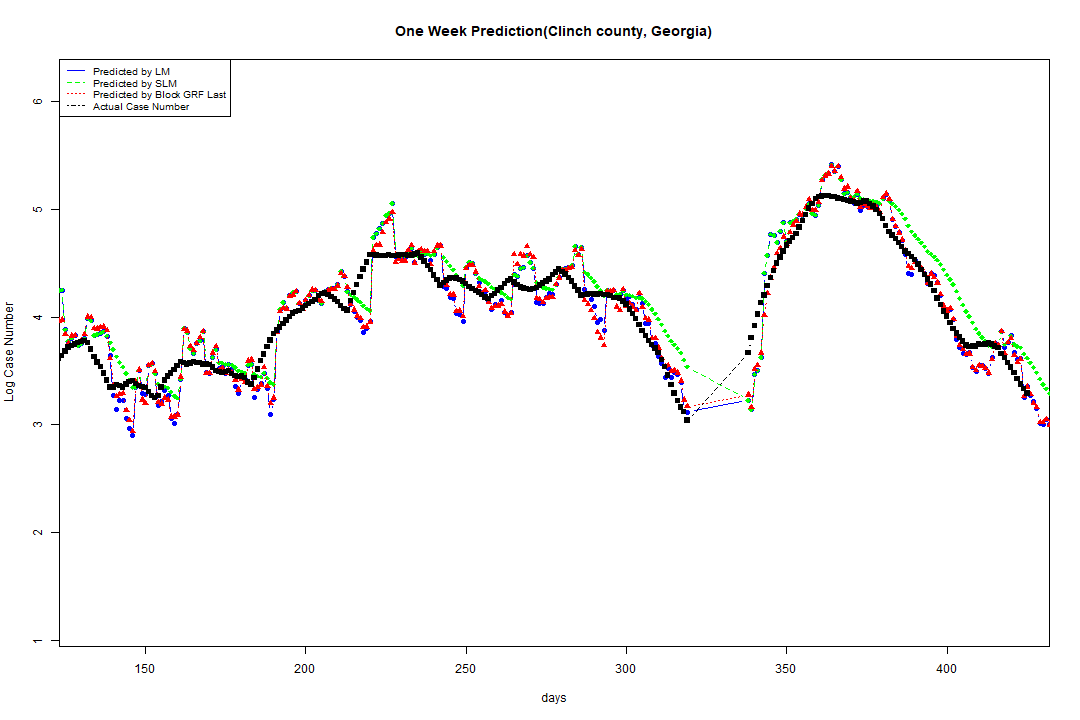 One Week Prediction(Clinch county, Georgia)
Predicted by LM
Predicted by SLM
Predicted by Block GRF Last
Actual Case Number
6
5
4
3
2
1
Log Case Number
150
200
250
300
350
400
days